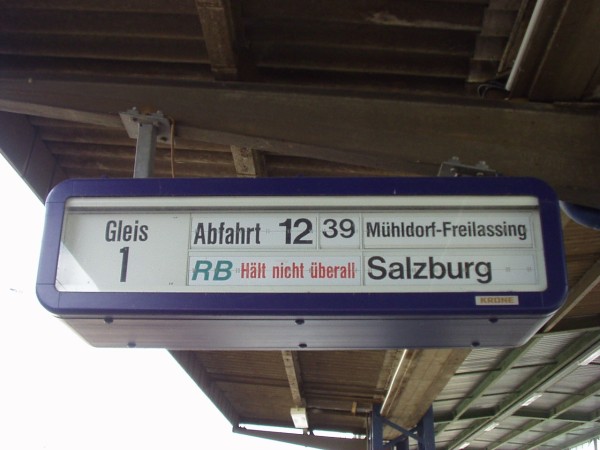 Gleis
1
Abfahrt 12 39 Mühldorf-Freilassing
RB Hält nicht überall Salzburg
KRONE